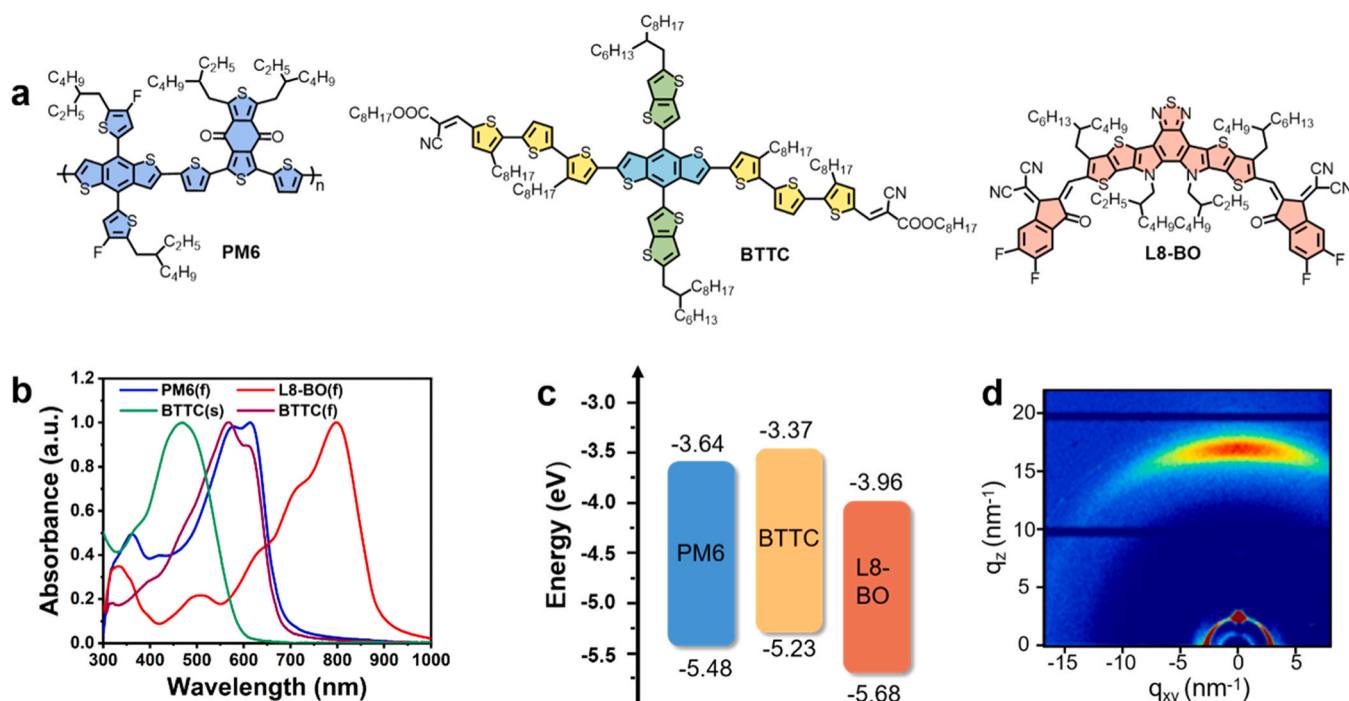 a
C4H9
C2H5
F
S
C4H9
C2H5
S
C2H5
C4H9
O
O
S
S
S
S
S
n
S
F
C2H5
C4H9
PM6
C8H17
C6H13
S
S
C8H17OOC
CN
S
C8H17
S
S
C8H17
S
S
C8H17
S
S
C8H17
S
CN
COOC8H17
S
S
C8H17
C6H13
BTTC
N
S
N
C6H13
C4H9
C4H9
C6H13
S
S
S
S
N
N
NC
CN
O
C2H5
C4H9
C4H9
C2H5
O
CN
NC
F
F
F
F
L8-BO
b
Absorbance (a.u.)
1.2
1.0
0.8
0.6
0.4
0.2
0.0
PM6(f)
L8-BO(f)
BTTC(s)
BTTC(f)
300 400 500 600 700 800 900 1000
Wavelength (nm)
c
Energy (eV)
-3.0
-3.5
-4.0
-4.5
-5.0
-5.5
-3.64
-3.37
-3.96
PM6
BTTC
L8-
BO
-5.48
-5.23
-5.68
d
qz (nm-1)
20
15
10
5
0
-15 -10 -5 0 5
qxy (nm-1)